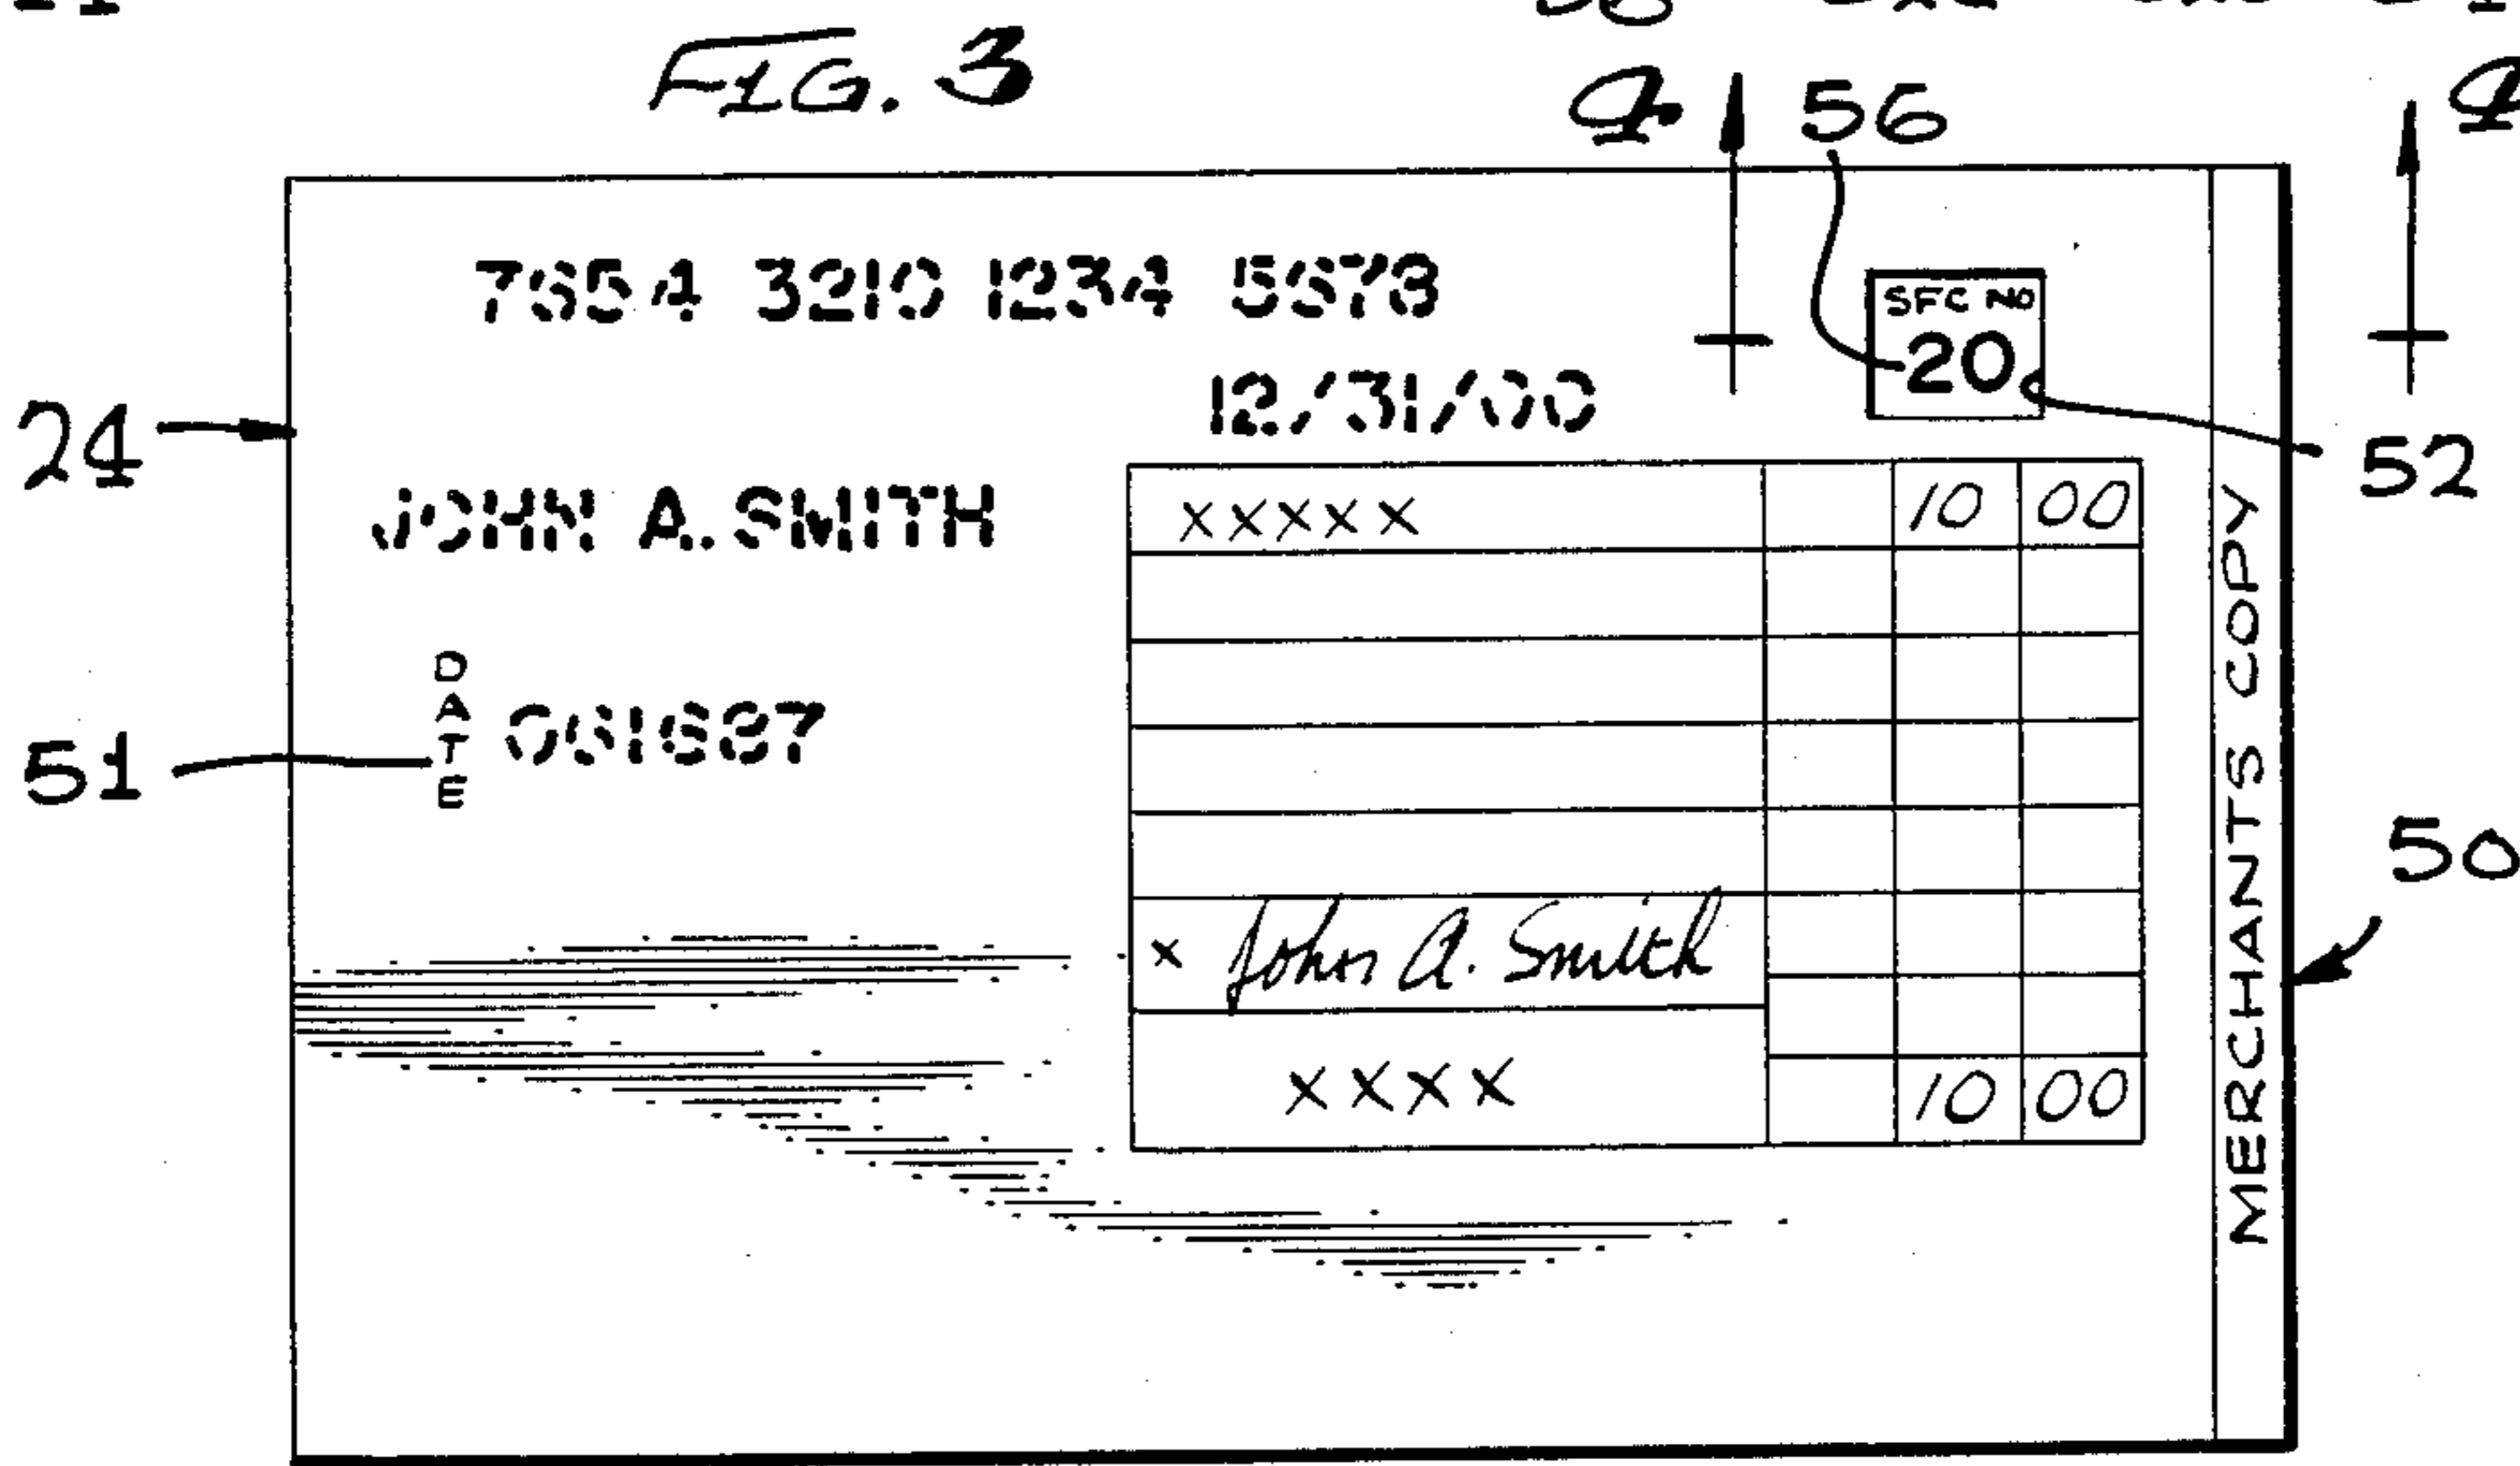 FIG. 3
4 56 4
7654 3210 1234 5678
SFC NO
20
12/31/00
24
52
JOHN A. SMITH
XXXXX 10 00
DATE
061687
51
50
x John A. Smith
XXXX 10 00
MERCHANTS COPY